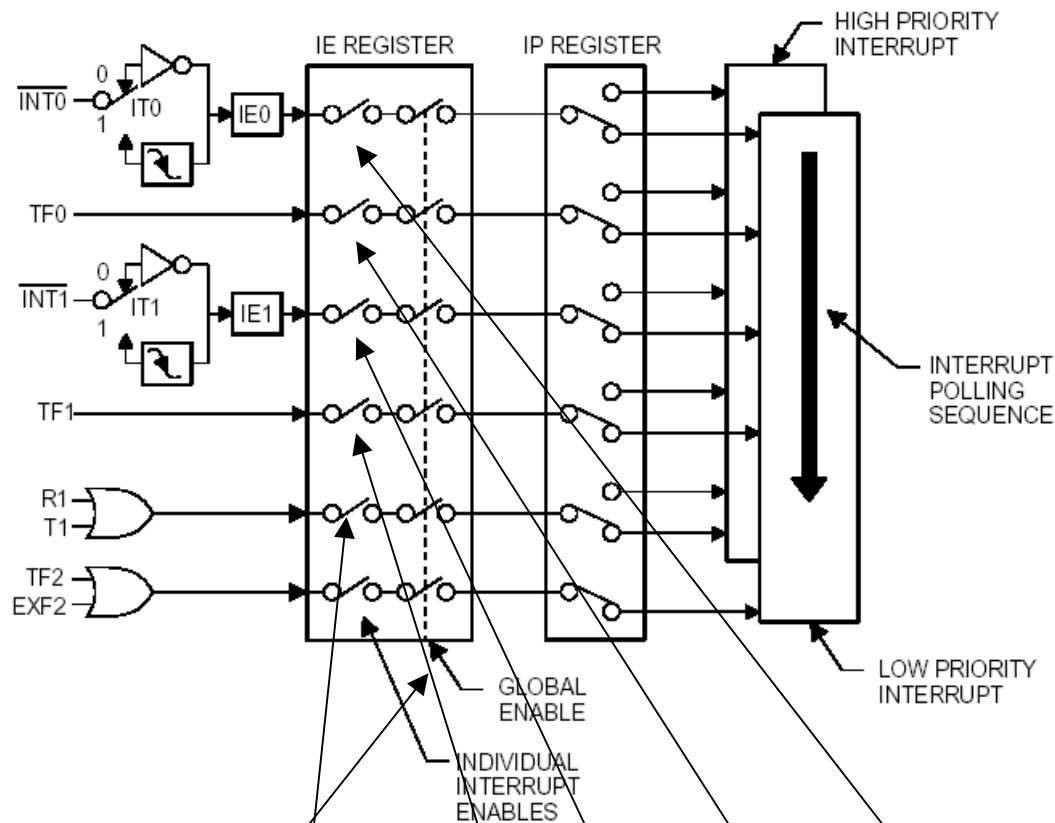 IE REGISTER
IP REGISTER
HIGH PRIORITY
INTERRUPT
INT0
0
1
IT0
IE0
TF0
INT1
0
1
IT1
IE1
TF1
R1
T1
TF2
EXF2
INTERRUPT
POLLING
SEQUENCE
GLOBAL
ENABLE
INDIVIDUAL
INTERRUPT
ENABLES
LOW PRIORITY
INTERRUPT